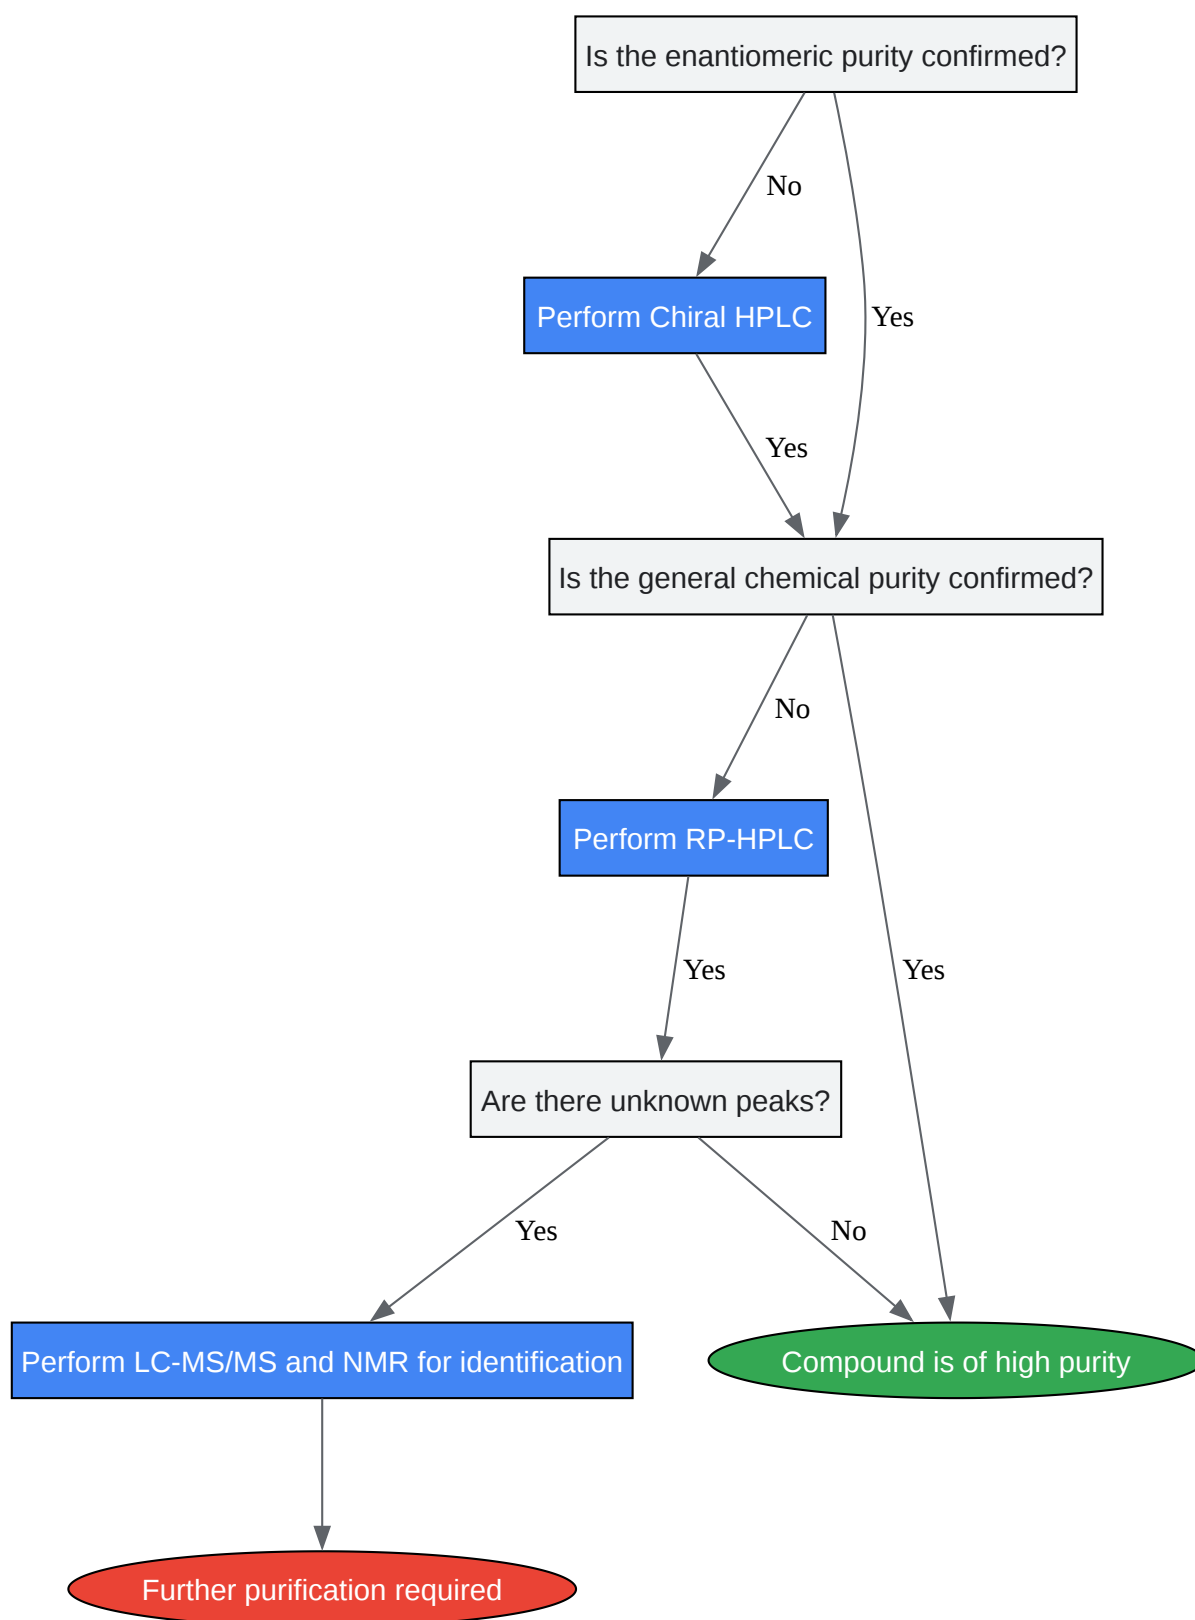 Is the enantiomeric purity confirmed?
No
Perform Chiral HPLC
Yes
Yes
Is the general chemical purity confirmed?
No
Perform RP-HPLC
Yes
Yes
Are there unknown peaks?
Yes
No
Perform LC-MS/MS and NMR for identification
Compound is of high purity
Further purification required